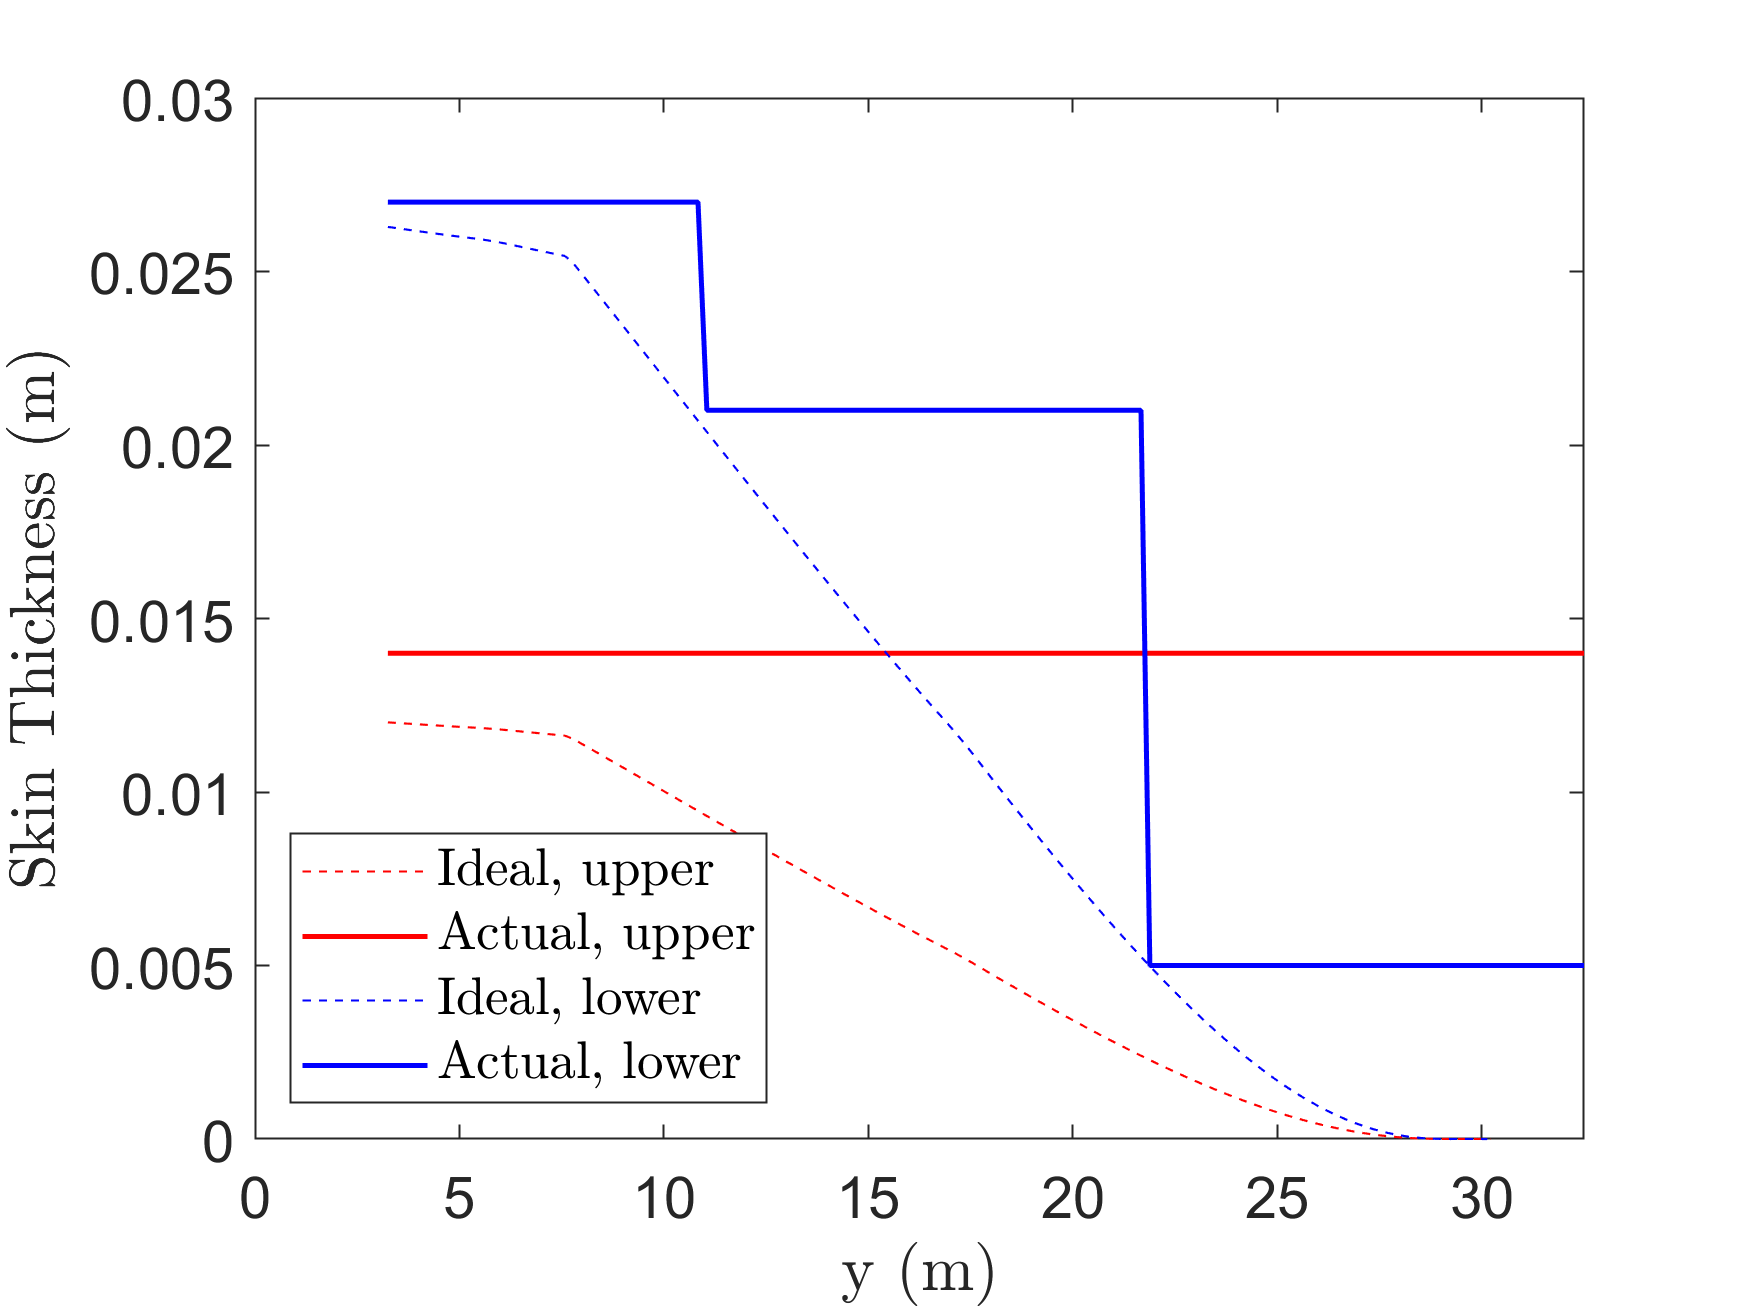 0.03
0.025
0.02
0.015
0.01
0.005
0
Skin Thickness (m)
Ideal, upper
Actual, upper
Ideal, lower
Actual, lower
0 5 10 15 20 25 30
y (m)